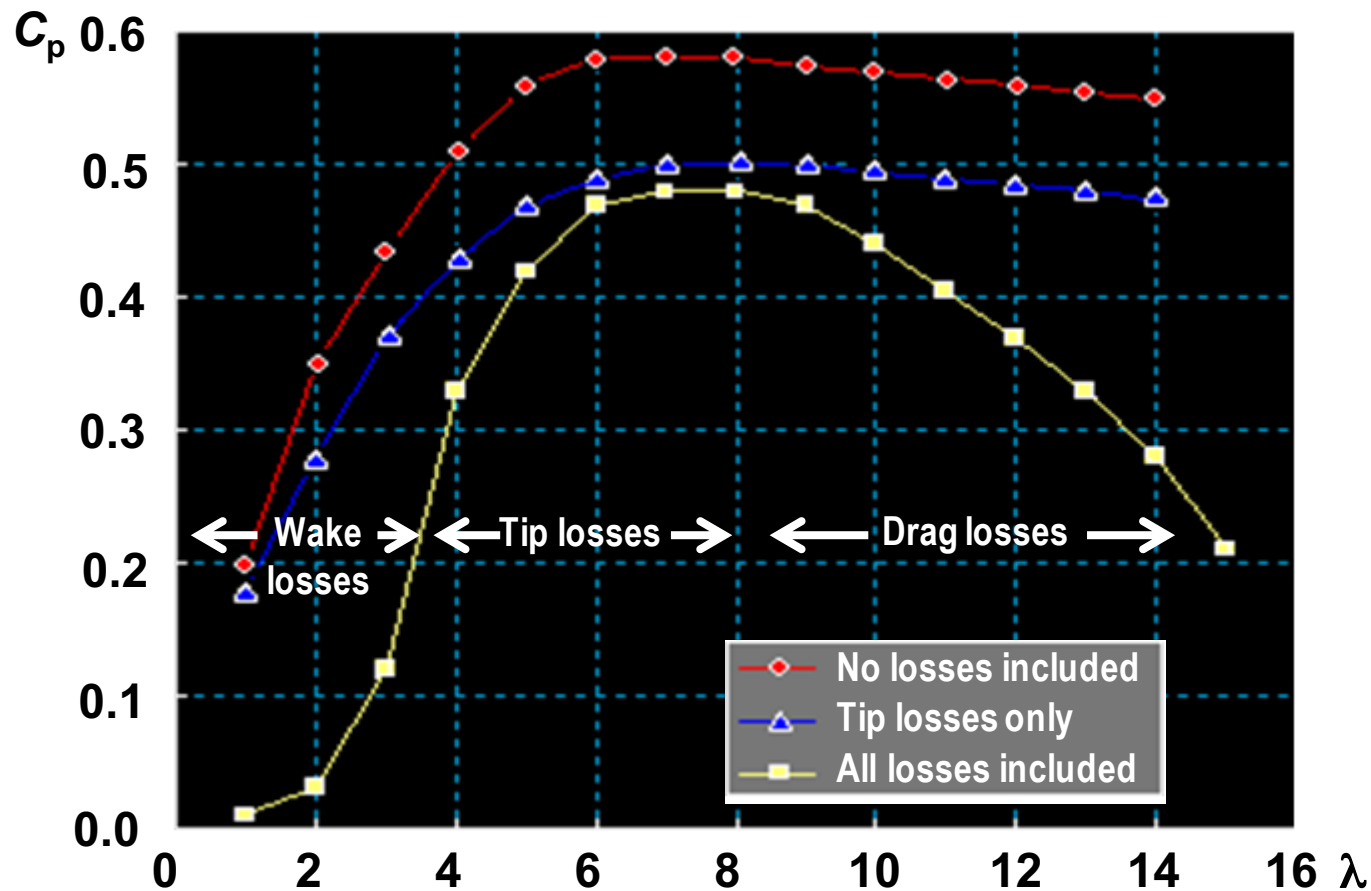 Cp 0.6
0.5
0.4
0.3
Wake
losses
Tip losses
Drag losses
0.2
No losses included
Tip losses only
All losses included
0.1
0.0
0 2 4 6 8 10 12 14 16 λ